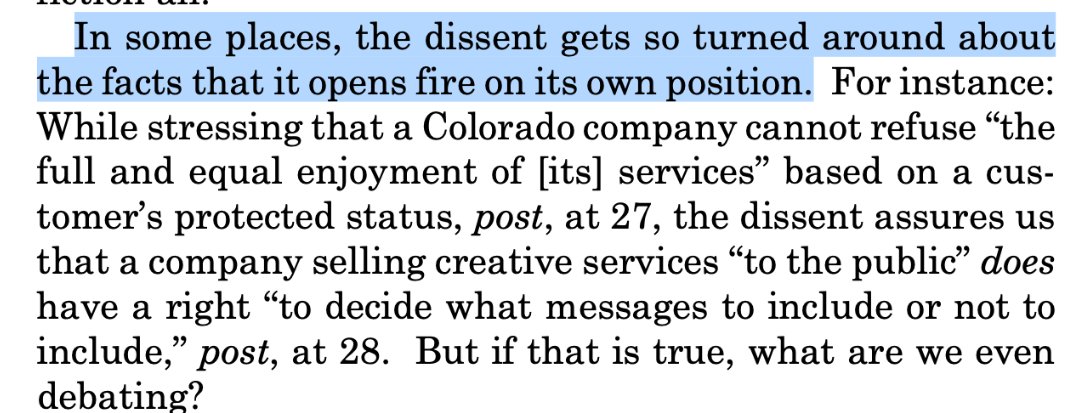 In some places, the dissent gets so turned around about
the facts that it opens fire on its own position. For instance:
While stressing that a Colorado company cannot refuse “the
full and equal enjoyment of [its] services” based on a cus-
tomer’s protected status, post, at 27, the dissent assures us
that a company selling creative services “to the public” does
have a right “to decide what messages to include or not to
include,” post, at 28. But if that is true, what are we even
debating?